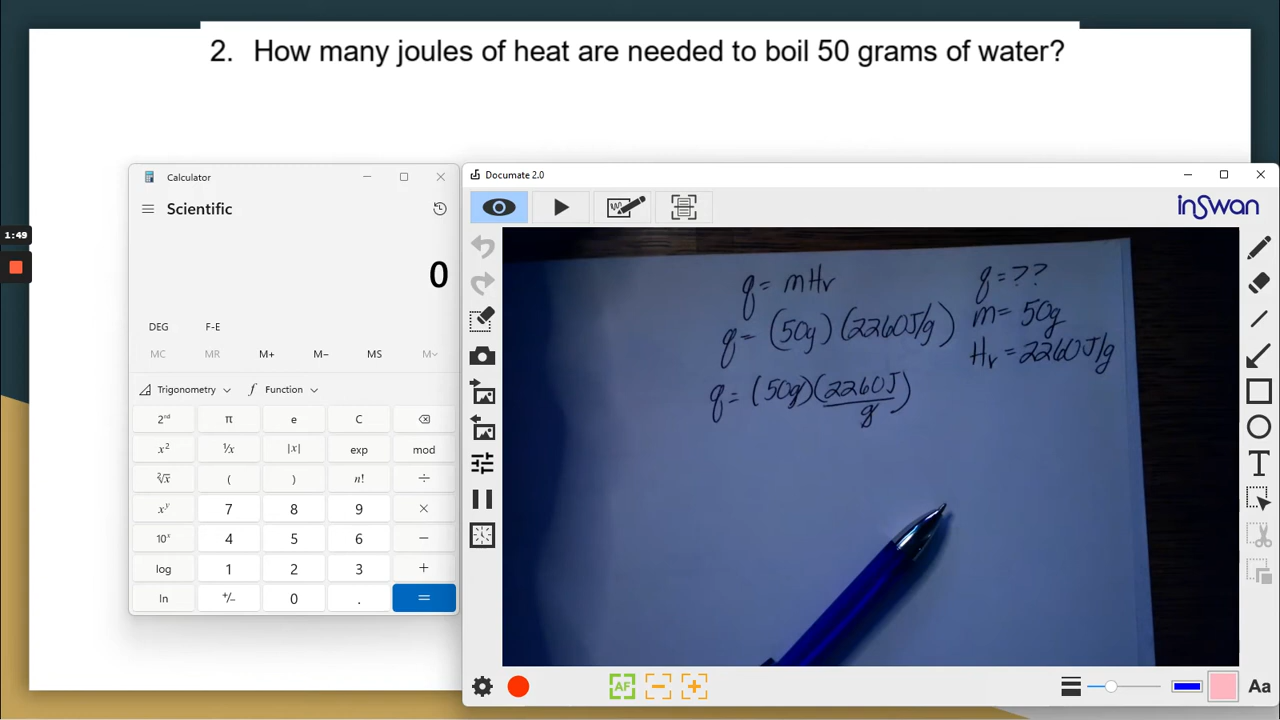 2. How many joules of heat are needed to boil 50 grams of water?
Calculator
Scientific
0
DEG F-E
MC MR M+ M− MS M˅
Trigonometry Function
2ⁿᵈ π e C
x² ¹/x |x| exp mod
²√x ( ) n! ÷
xʸ 7 8 9 ×
10ˣ 4 5 6 −
log 1 2 3 +
ln +/− 0 . =
1:49
Documate 2.0
inSwan
q = mHv
q = (50g)(2260J/g)
q = (50g)(2260J/g)
q = ??
m = 50g
Hv = 2260J/g
T
AF
Aa